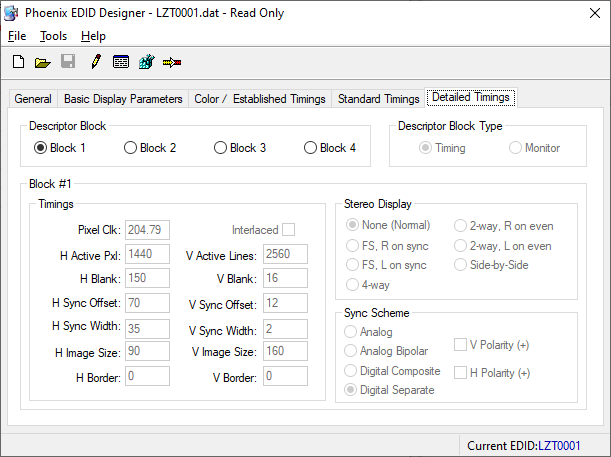 Phoenix EDID Designer - LZT0001.dat - Read Only
File Tools Help
General Basic Display Parameters Color / Established Timings Standard Timings Detailed Timings
Descriptor Block Descriptor Block Type
Block 1 Block 2 Block 3 Block 4 Timing Monitor
Block #1
Timings
Pixel Clk: 204.79 Interlaced
H Active Pxl: 1440 V Active Lines: 2560
H Blank: 150 V Blank: 16
H Sync Offset: 70 V Sync Offset: 12
H Sync Width: 35 V Sync Width: 2
H Image Size: 90 V Image Size: 160
H Border: 0 V Border: 0
Stereo Display
None (Normal) 2-way, R on even
FS, R on sync 2-way, L on even
FS, L on sync Side-by-Side
4-way
Sync Scheme
Analog
Analog Bipolar V Polarity (+)
Digital Composite H Polarity (+)
Digital Separate
Current EDID:LZT0001